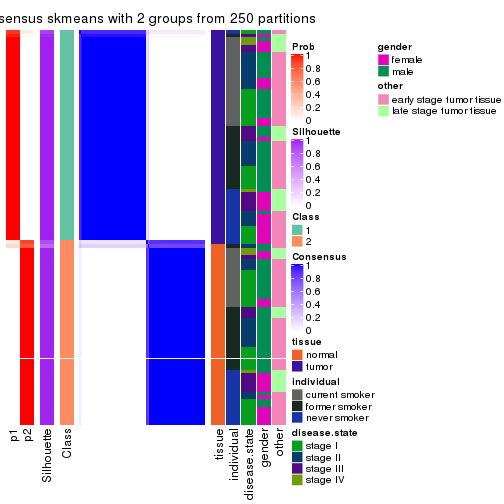 sensus skmeans with 2 groups from 250 partitions
Prob
1
0.8
0.6
0.4
0.2
0
Silhouette
1
0.8
0.6
0.4
0.2
0
Class
1
2
Consensus
1
0.8
0.6
0.4
0.2
0
tissue
normal
tumor
individual
current smoker
former smoker
never smoker
disease.state
stage I
stage II
stage III
stage IV
gender
female
male
other
early stage tumor tissue
late stage tumor tissue
p1
p2
Silhouette
Class
tissue
individual
disease.state
gender
other